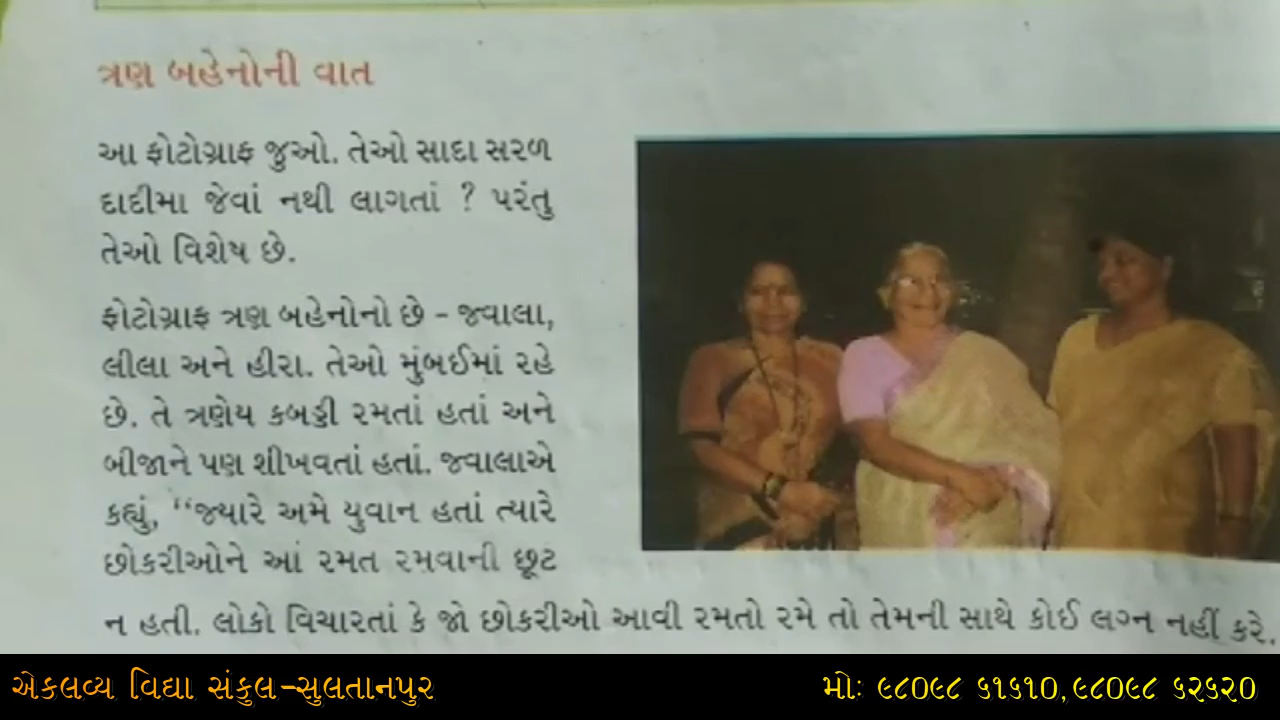 ત્રણ બહેનોની વાત
આ ફોટોગ્રાફ જુઓ. તેઓ સાદા સરળ
દાદીમા જેવાં નથી લાગતાં ? પરંતુ
તેઓ વિશેષ છે.
ફોટોગ્રાફ ત્રણ બહેનોનો છે - જ્વાલા,
લીલા અને હીરા. તેઓ મુંબઈમાં રહે
છે. તે ત્રણેય કબડ્ડી રમતાં હતાં અને
બીજાને પણ શીખવતાં હતાં. જ્વાલાએ
કહ્યું, “જ્યારે અમે યુવાન હતાં ત્યારે
છોકરીઓને આં રમત રમવાની છૂટ
ન હતી. લોકો વિચારતાં કે જો છોકરીઓ આવી રમતો રમે તો તેમની સાથે કોઈ લગ્ન નહીં કરે.
એકલવ્ય વિદ્યા સંકુલ-સુલતાનપુર
મોઃ ૯૮૦૯૮ ૬૧૬૧૦,૯૮૦૯૮ ૬૨૬૨૦